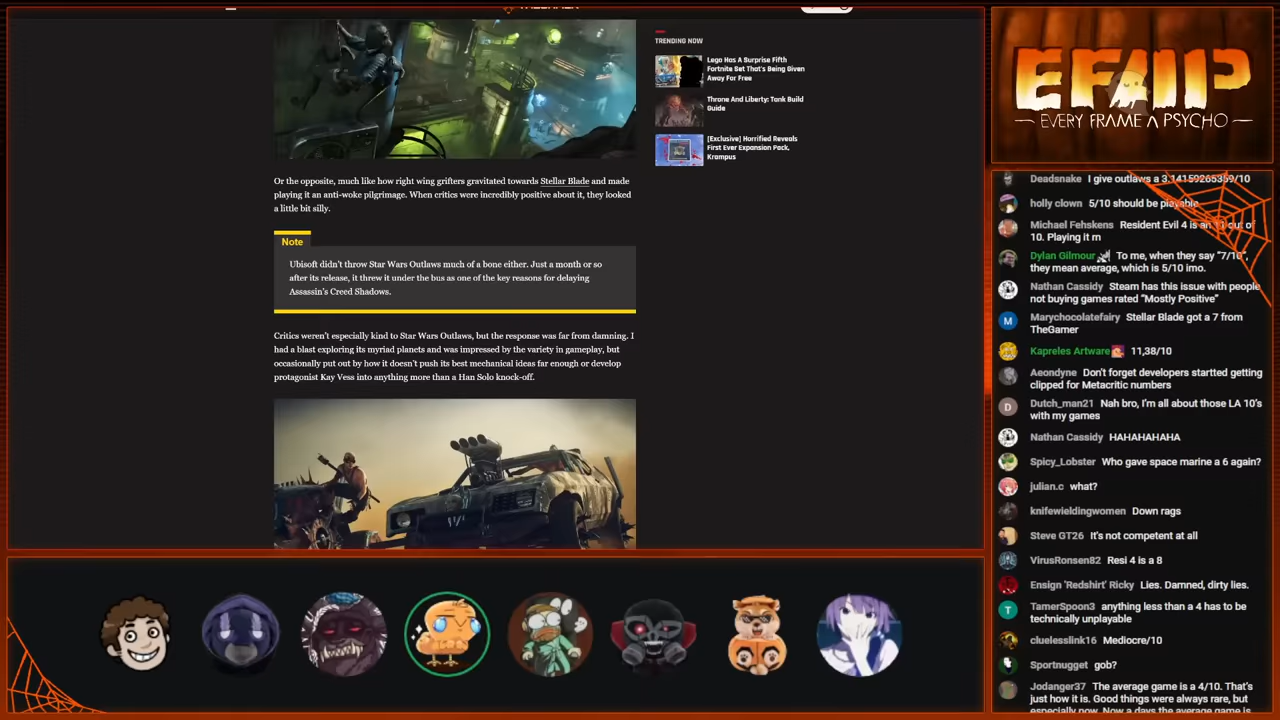 TRENDING NOW
Lego Has A Surprise Fifth
Fortnite Set That's Being Given
Away For Free
Throne And Liberty: Tank Build
Guide
[Exclusive] Horrified Reveals
First Ever Expansion Pack,
Krampus
Or the opposite, much like how right wing grifters gravitated towards Stellar Blade and made
playing it an anti-woke pilgrimage. When critics were incredibly positive about it, they looked
a little bit silly.
Note
Ubisoft didn't throw Star Wars Outlaws much of a bone either. Just a month or so
after its release, it threw it under the bus as one of the key reasons for delaying
Assassin's Creed Shadows.
Critics weren't especially kind to Star Wars Outlaws, but the response was far from damning. I
had a blast exploring its myriad planets and was impressed by the variety in gameplay, but
occasionally put out by how it doesn't push its best mechanical ideas far enough or develop
protagonist Kay Vess into anything more than a Han Solo knock-off.
EFAP
EVERY FRAME A PSYCHO
Deadsnake I give outlaws a 3.14159265359/10
holly clown 5/10 should be playable
Michael Fehskens Resident Evil 4 is an out of
10. Playing it rn
Dylan Gilmour To me, when they say "7/10",
they mean average, which is 5/10 imo.
Nathan Cassidy Steam has this issue with people
not buying games rated "Mostly Positive"
M
Marychocolatefairy Stellar Blade got a 7 from
TheGamer
Kapreles Artware 11,38/10
Aeondyne Don't forget developers startted getting
clipped for Metacritic numbers
D
Dutch_man21 Nah bro, I'm all about those LA 10's
with my games
Nathan Cassidy HAHAHAHAHA
Spicy_Lobster Who gave space marine a 6 again?
julian.c what?
knifewieldingwomen Down rags
Steve GT26 It's not competent at all
VirusRonsen82 Resi 4 is a 8
Ensign 'Redshirt' Ricky Lies. Damned, dirty lies.
T
TamerSpoon3 anything less than a 4 has to be
technically unplayable
cluelesslink16 Mediocre/10
Sportnugget gob?
Jodanger37 The average game is a 4/10. That's
just how it is. Good things were always rare, but
especially now. Now a days the average game is